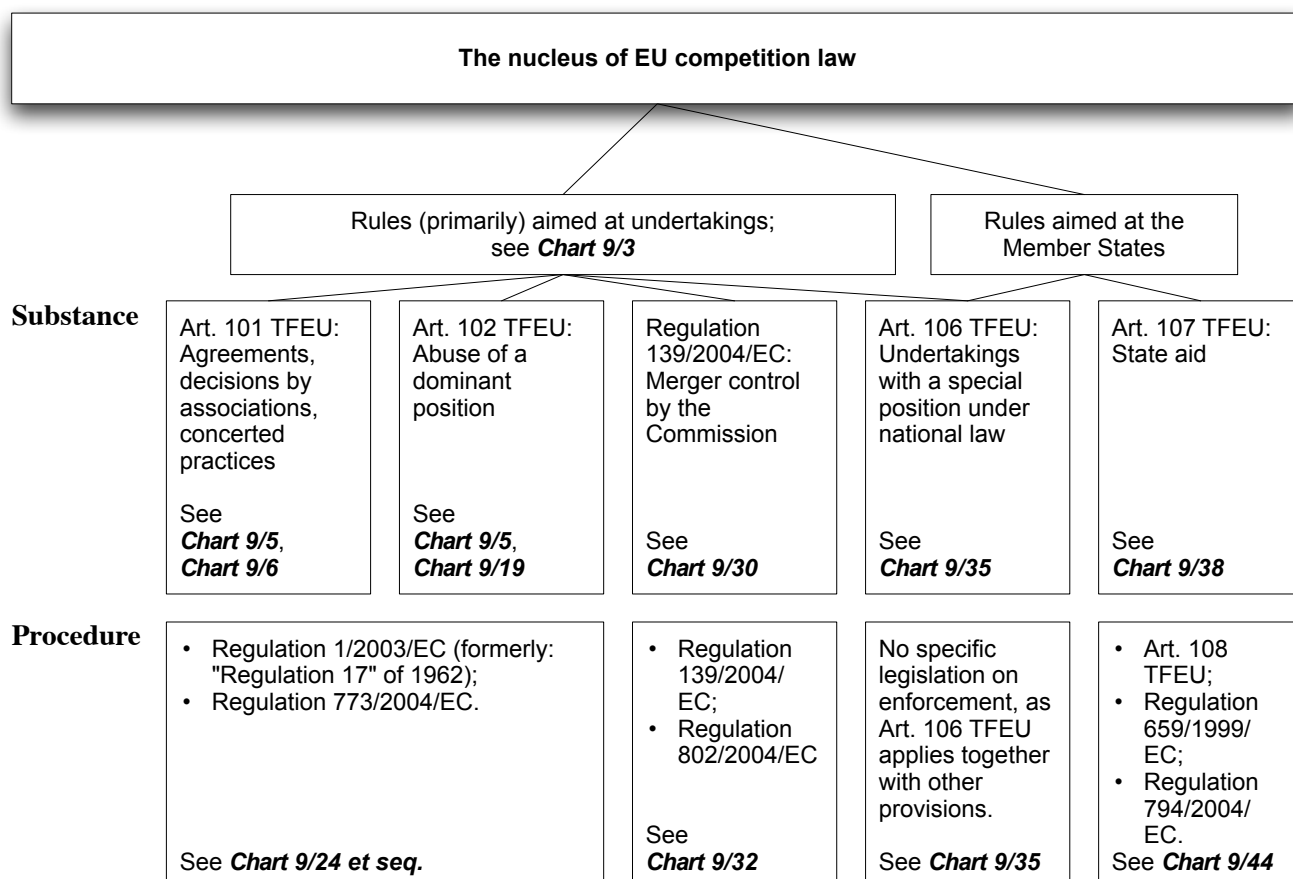 The nucleus of EU competition law
Rules (primarily) aimed at undertakings;
see Chart 9/3
Rules aimed at the
Member States
Substance
Art. 101 TFEU:
Agreements,
decisions by
associations,
concerted
practices
See
Chart 9/5,
Chart 9/6
Art. 102 TFEU:
Abuse of a
dominant
position
See
Chart 9/5,
Chart 9/19
Regulation
139/2004/EC:
Merger control
by the
Commission
See
Chart 9/30
Art. 106 TFEU:
Undertakings
with a special
position under
national law
See
Chart 9/35
Art. 107 TFEU:
State aid
See
Chart 9/38
Procedure
• Regulation 1/2003/EC (formerly:
"Regulation 17" of 1962);
• Regulation 773/2004/EC.
See Chart 9/24 et seq.
• Regulation
139/2004/
EC;
• Regulation
802/2004/EC
See
Chart 9/32
No specific
legislation on
enforcement, as
Art. 106 TFEU
applies together
with other
provisions.
See Chart 9/35
• Art. 108
TFEU;
• Regulation
659/1999/
EC;
• Regulation
794/2004/
EC.
See Chart 9/44